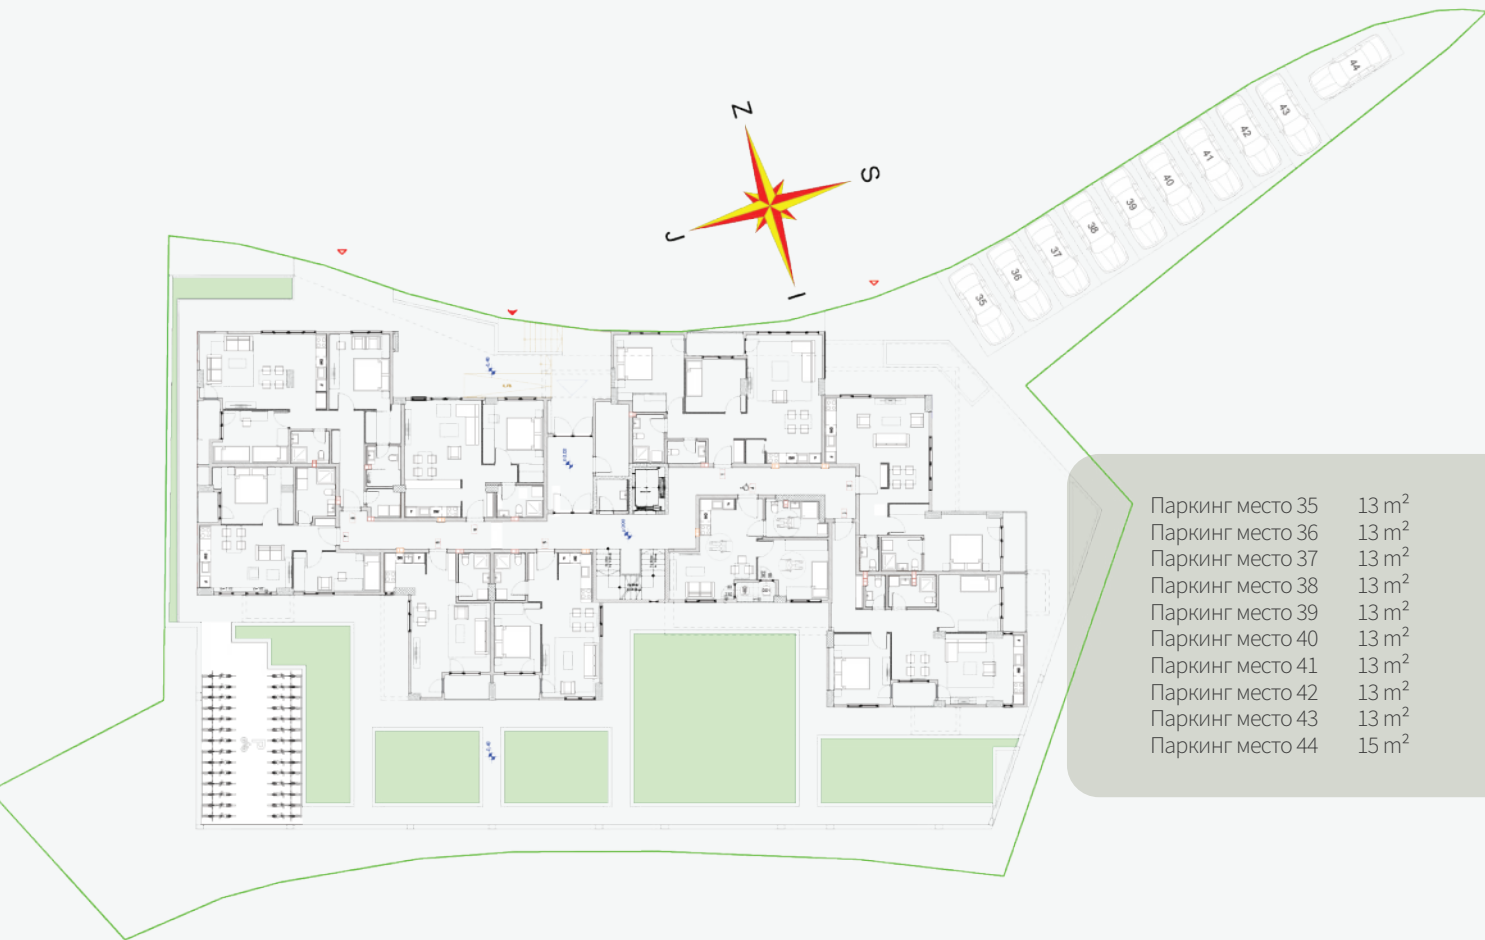 44
43
42
41
40
39
38
37
36
35
Z
S
J
I
Паркинг место 35 13 m²
Паркинг место 36 13 m²
Паркинг место 37 13 m²
Паркинг место 38 13 m²
Паркинг место 39 13 m²
Паркинг место 40 13 m²
Паркинг место 41 13 m²
Паркинг место 42 13 m²
Паркинг место 43 13 m²
Паркинг место 44 15 m²